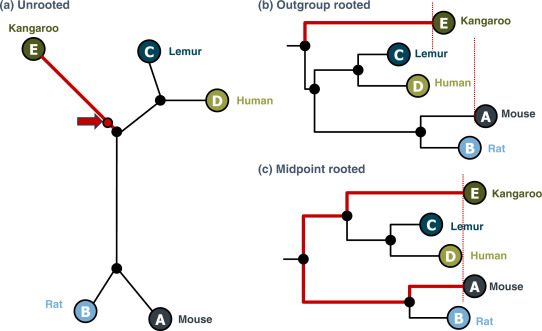 (a) Unrooted
Kangaroo
E
C
Lemur
D
Human
Rat
B
A
Mouse
(b) Outgroup rooted
E
Kangaroo
C
Lemur
D
Human
A
Mouse
B
Rat
(c) Midpoint rooted
E
Kangaroo
C
Lemur
D
Human
A
Mouse
B
Rat